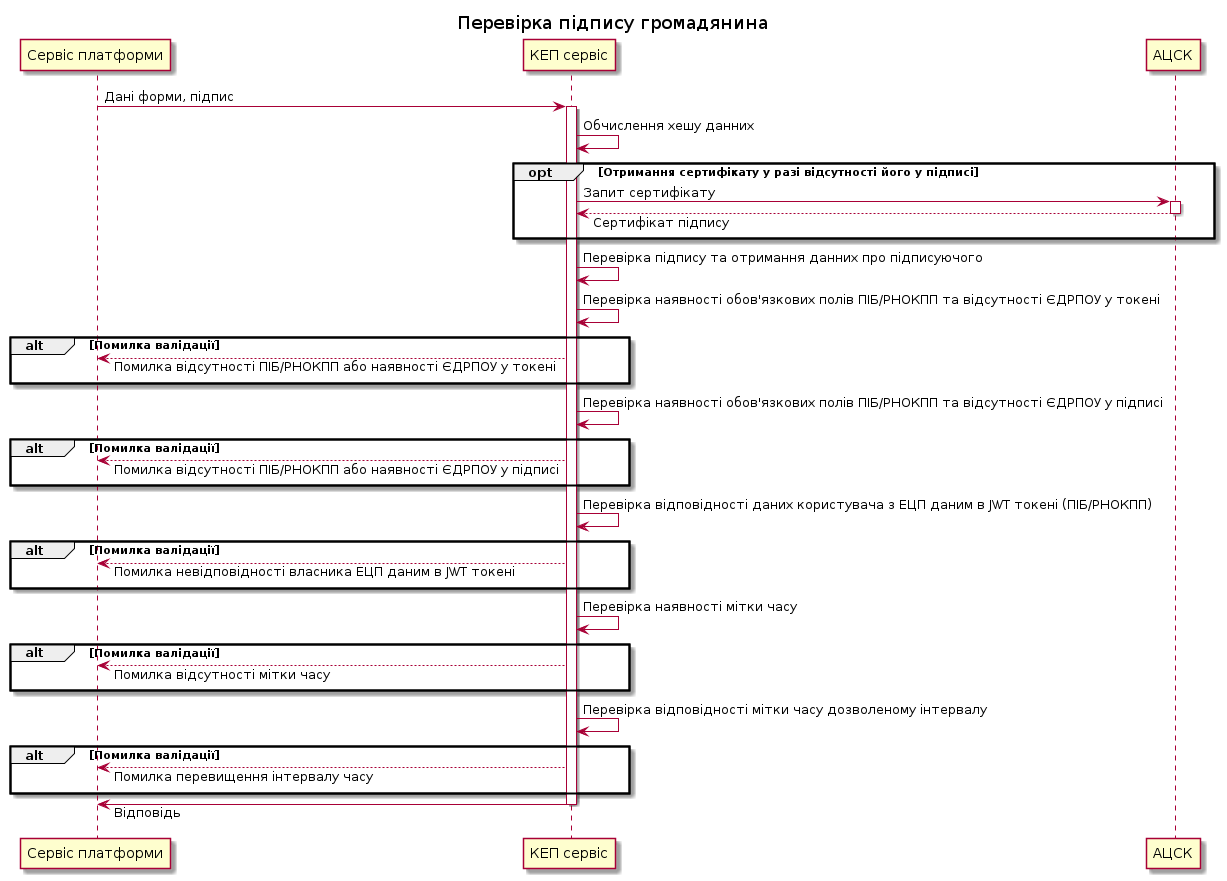 Перевірка підпису громадянина
Сервіс платформи
КЕП сервіс
АЦСК
Дані форми, підпис
Обчислення хешу данних
opt
[Отримання сертифікату у разі відсутності його у підписі]
Запит сертифікату
Сертифікат підпису
Перевірка підпису та отримання данних про підписуючого
Перевірка наявності обов'язкових полів ПІБ/РНОКПП та відсутності ЄДРПОУ у токені
alt
[Помилка валідації]
Помилка відсутності ПІБ/РНОКПП або наявності ЄДРПОУ у токені
Перевірка наявності обов'язкових полів ПІБ/РНОКПП та відсутності ЄДРПОУ у підписі
alt
[Помилка валідації]
Помилка відсутності ПІБ/РНОКПП або наявності ЄДРПОУ у підписі
Перевірка відповідності даних користувача з ЕЦП даним в JWT токені (ПІБ/РНОКПП)
alt
[Помилка валідації]
Помилка невідповідності власника ЕЦП даним в JWT токені
Перевірка наявності мітки часу
alt
[Помилка валідації]
Помилка відсутності мітки часу
Перевірка відповідності мітки часу дозволеному інтервалу
alt
[Помилка валідації]
Помилка перевищення інтервалу часу
Відповідь
Сервіс платформи
КЕП сервіс
АЦСК